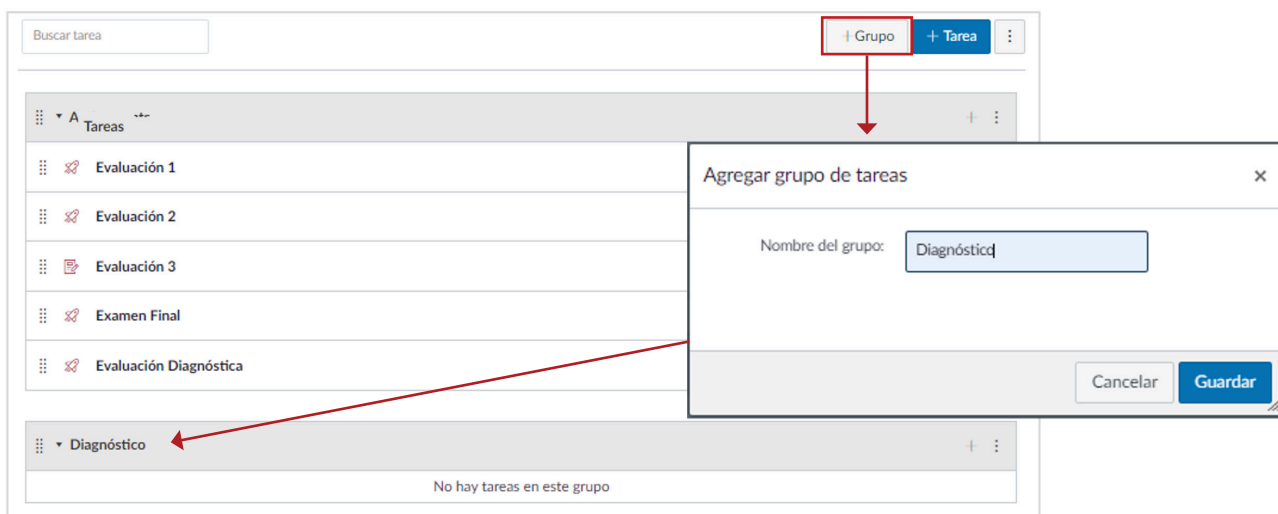 Buscar tarea
+ Grupo
+ Tarea
Tareas
Evaluación 1
Evaluación 2
Evaluación 3
Examen Final
Evaluación Diagnóstica
Agregar grupo de tareas
Nombre del grupo:
Diagnóstico
Cancelar
Guardar
Diagnóstico
No hay tareas en este grupo